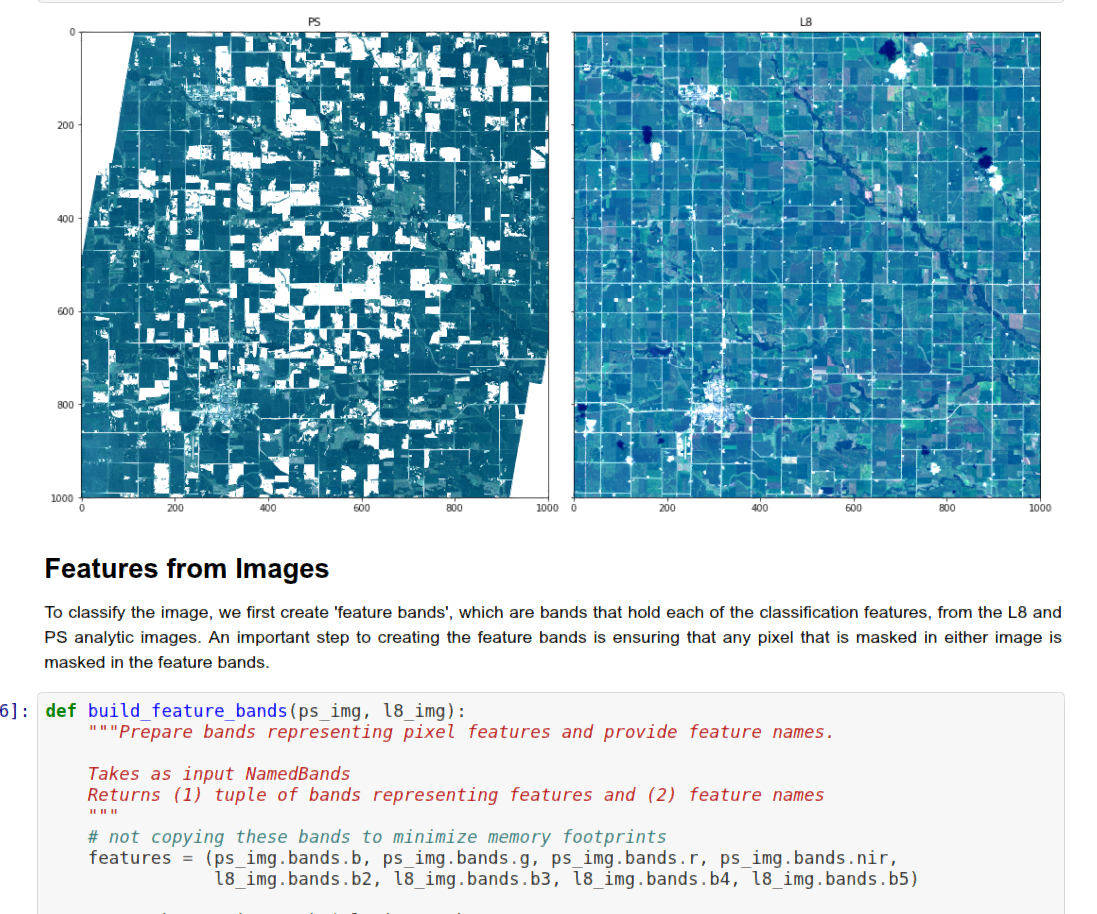 PS
L8
0
200
400
600
800
1000
0 200 400 600 800 1000
0 200 400 600 800 1000
Features from Images
To classify the image, we first create 'feature bands', which are bands that hold each of the classification features, from the L8 and
PS analytic images. An important step to creating the feature bands is ensuring that any pixel that is masked in either image is
masked in the feature bands.
6]: def build_feature_bands(ps_img, l8_img):
"""Prepare bands representing pixel features and provide feature names.
Takes as input NamedBands
Returns (1) tuple of bands representing features and (2) feature names
"""
# not copying these bands to minimize memory footprints
features = (ps_img.bands.b, ps_img.bands.g, ps_img.bands.r, ps_img.bands.nir,
l8_img.bands.b2, l8_img.bands.b3, l8_img.bands.b4, l8_img.bands.b5)